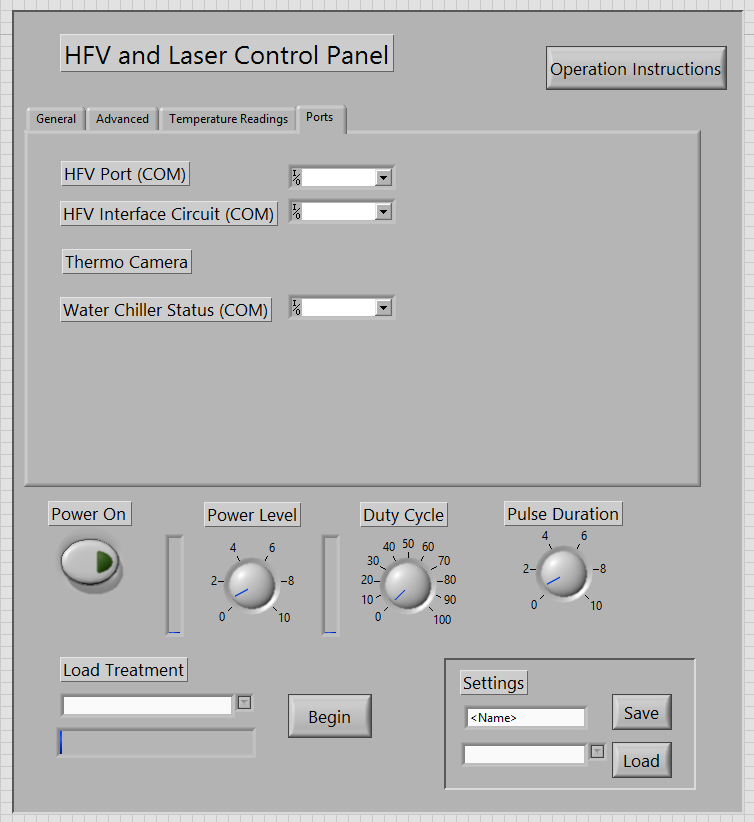 HFV and Laser Control Panel
Operation Instructions
General
Advanced
Temperature Readings
Ports
HFV Port (COM)
I/O
HFV Interface Circuit (COM)
I/O
Thermo Camera
Water Chiller Status (COM)
I/O
Power On
Power Level
0 2 4 6 8 10
Duty Cycle
0 10 20 30 40 50 60 70 80 90 100
Pulse Duration
0 2 4 6 8 10
Load Treatment
Begin
Settings
<Name>
Save
Load